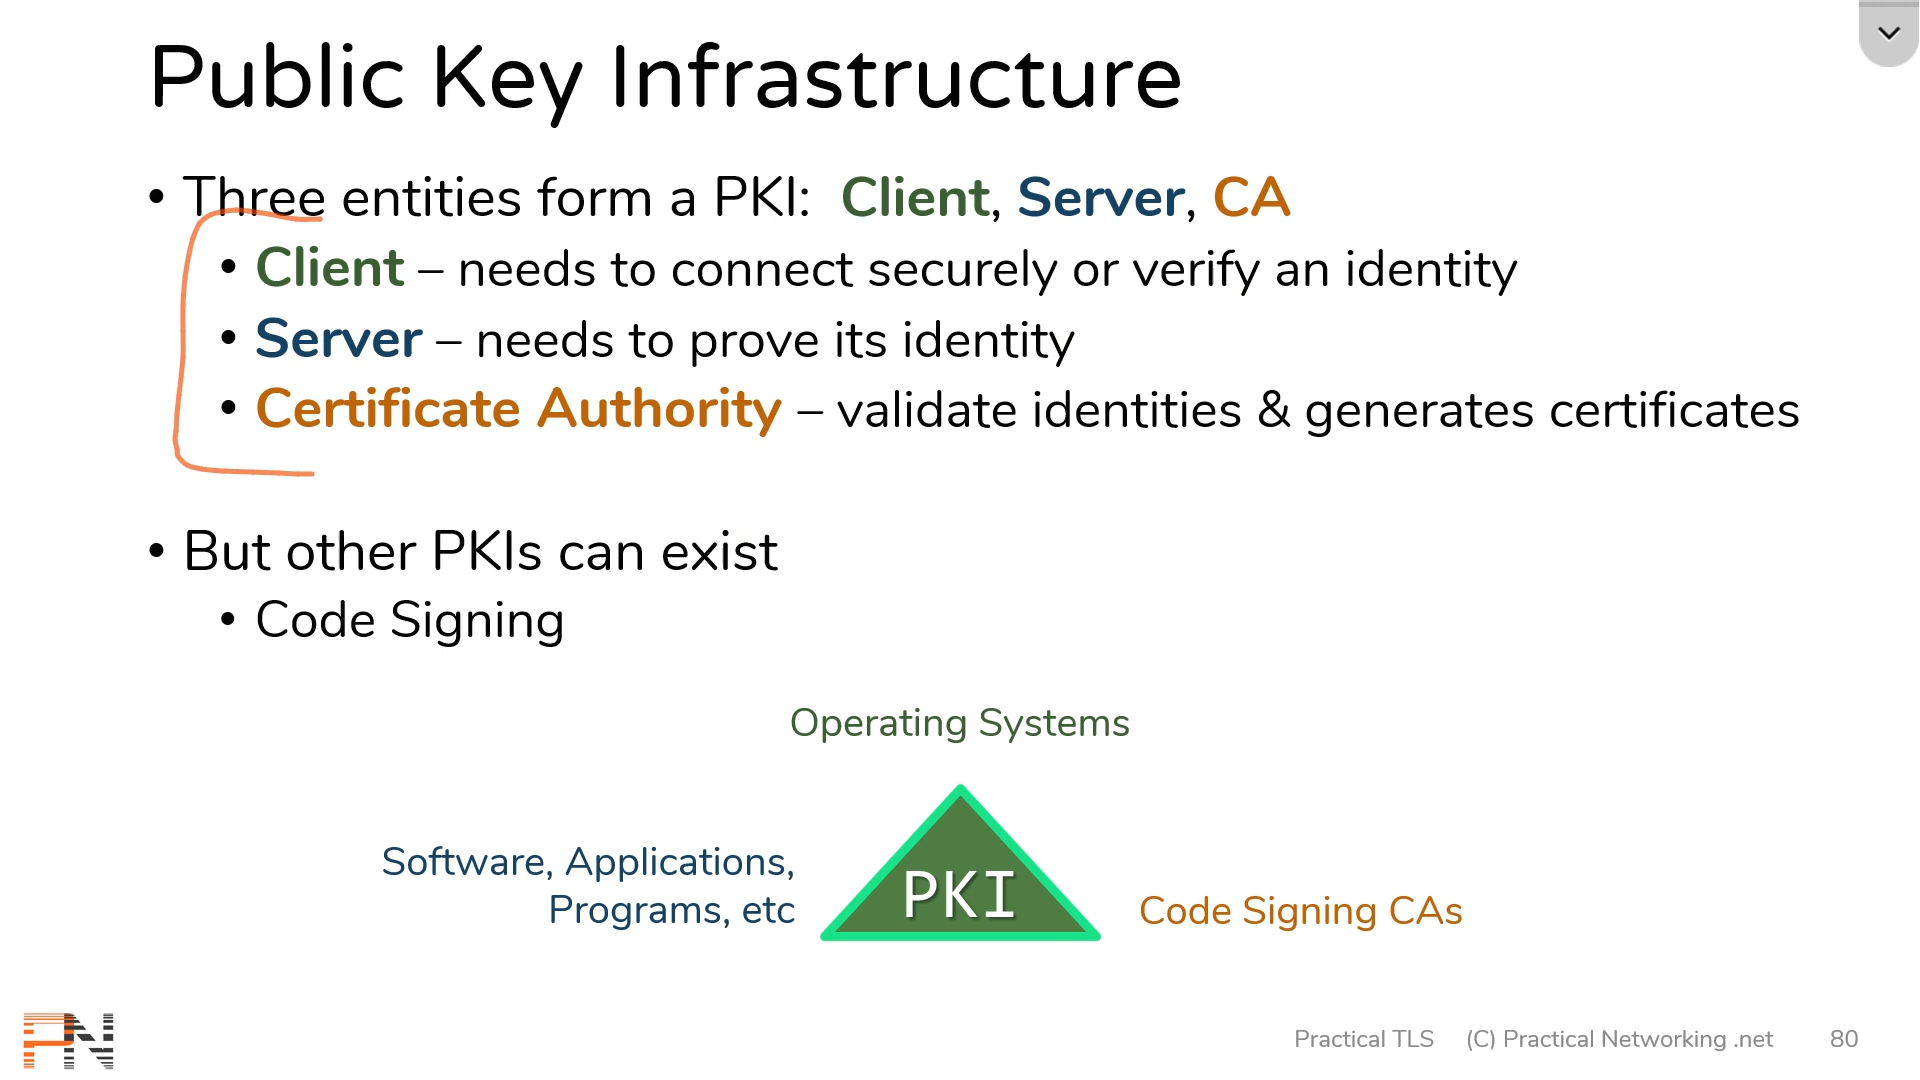 Public Key Infrastructure
• Three entities form a PKI: Client, Server, CA
• Client – needs to connect securely or verify an identity
• Server – needs to prove its identity
• Certificate Authority – validate identities & generates certificates
• But other PKIs can exist
• Code Signing
Operating Systems
Software, Applications,
Programs, etc
PKI
Code Signing CAs
PN
Practical TLS (C) Practical Networking .net 80